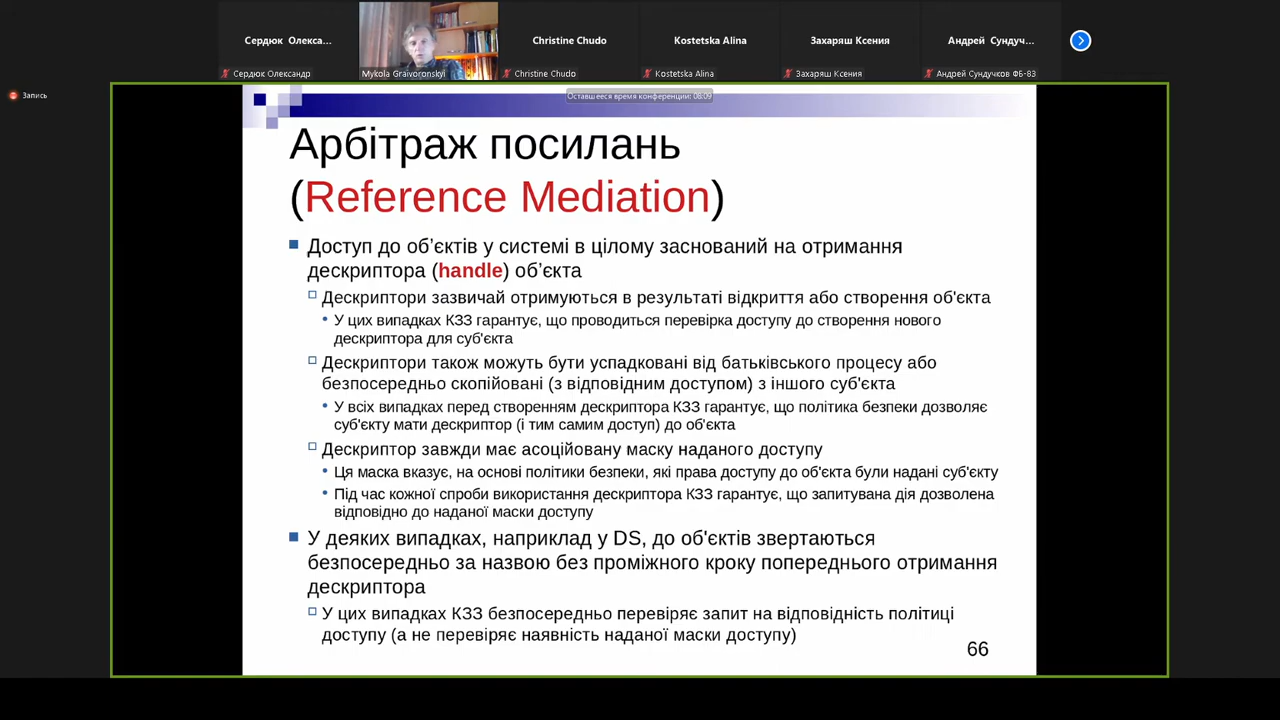 Сердюк Олекса...
Christine Chudo
Kostetska Alina
Захаряш Ксения
Андрей Сундуч...
Сердюк Олександр
Mykola Graivoronskyi
Christine Chudo
Kostetska Alina
Захаряш Ксения
Андрей Сундучков ФБ-83
Запись
Оставшееся время конференции: 08:09
Арбітраж посилань
(Reference Mediation)
Доступ до об’єктів у системі в цілому заснований на отримання
дескриптора (handle) об’єкта
Дескриптори зазвичай отримуються в результаті відкриття або створення об'єкта
У цих випадках КЗЗ гарантує, що проводиться перевірка доступу до створення нового
дескриптора для суб'єкта
Дескриптори також можуть бути успадковані від батьківського процесу або
безпосередньо скопійовані (з відповідним доступом) з іншого суб'єкта
У всіх випадках перед створенням дескриптора КЗЗ гарантує, що політика безпеки дозволяє
суб'єкту мати дескриптор (і тим самим доступ) до об'єкта
Дескриптор завжди має асоційовану маску наданого доступу
Ця маска вказує, на основі політики безпеки, які права доступу до об'єкта були надані суб'єкту
Під час кожної спроби використання дескриптора КЗЗ гарантує, що запитувана дія дозволена
відповідно до наданої маски доступу
У деяких випадках, наприклад у DS, до об'єктів звертаються
безпосередньо за назвою без проміжного кроку попереднього отримання
дескриптора
У цих випадках КЗЗ безпосередньо перевіряє запит на відповідність політиці
доступу (а не перевіряє наявність наданої маски доступу)
66